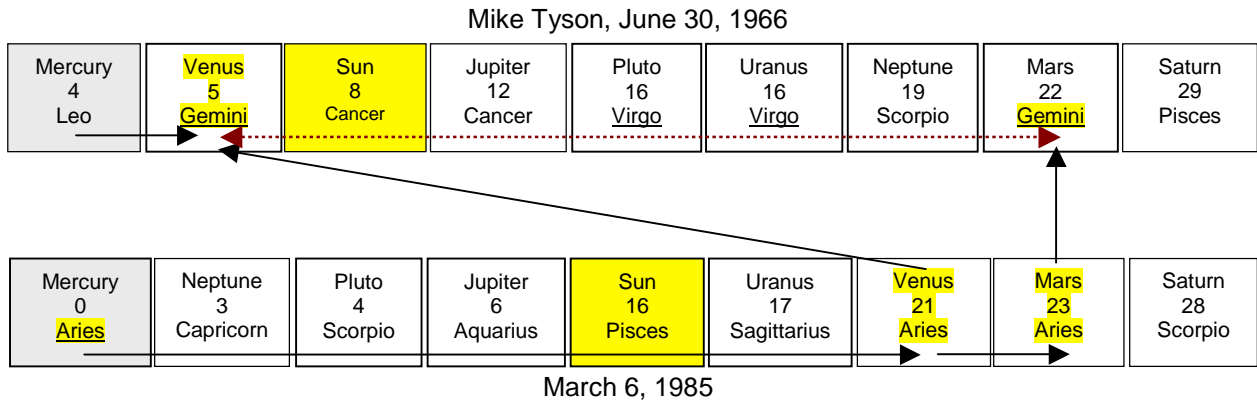 Mike Tyson, June 30, 1966
Mercury
4
Leo
Venus
5
Gemini
Sun
8
Cancer
Jupiter
12
Cancer
Pluto
16
Virgo
Uranus
16
Virgo
Neptune
19
Scorpio
Mars
22
Gemini
Saturn
29
Pisces
Mercury
0
Aries
Neptune
3
Capricorn
Pluto
4
Scorpio
Jupiter
6
Aquarius
Sun
16
Pisces
Uranus
17
Sagittarius
Venus
21
Aries
Mars
23
Aries
Saturn
28
Scorpio
March 6, 1985